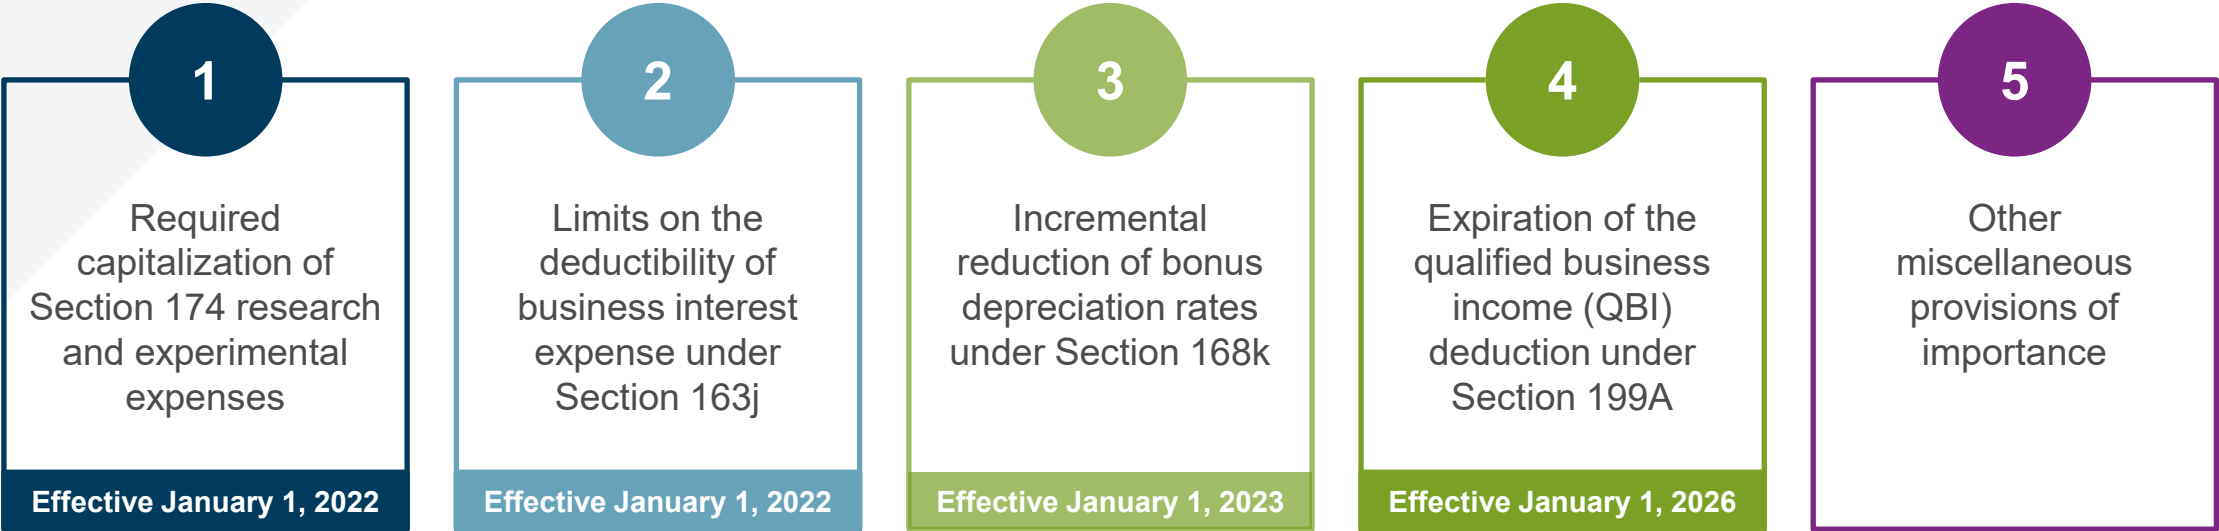 1
Required
capitalization of
Section 174 research
and experimental
expenses
Effective January 1, 2022
2
Limits on the
deductibility of
business interest
expense under
Section 163j
Effective January 1, 2022
3
Incremental
reduction of bonus
depreciation rates
under Section 168k
Effective January 1, 2023
4
Expiration of the
qualified business
income (QBI)
deduction under
Section 199A
Effective January 1, 2026
5
Other
miscellaneous
provisions of
importance